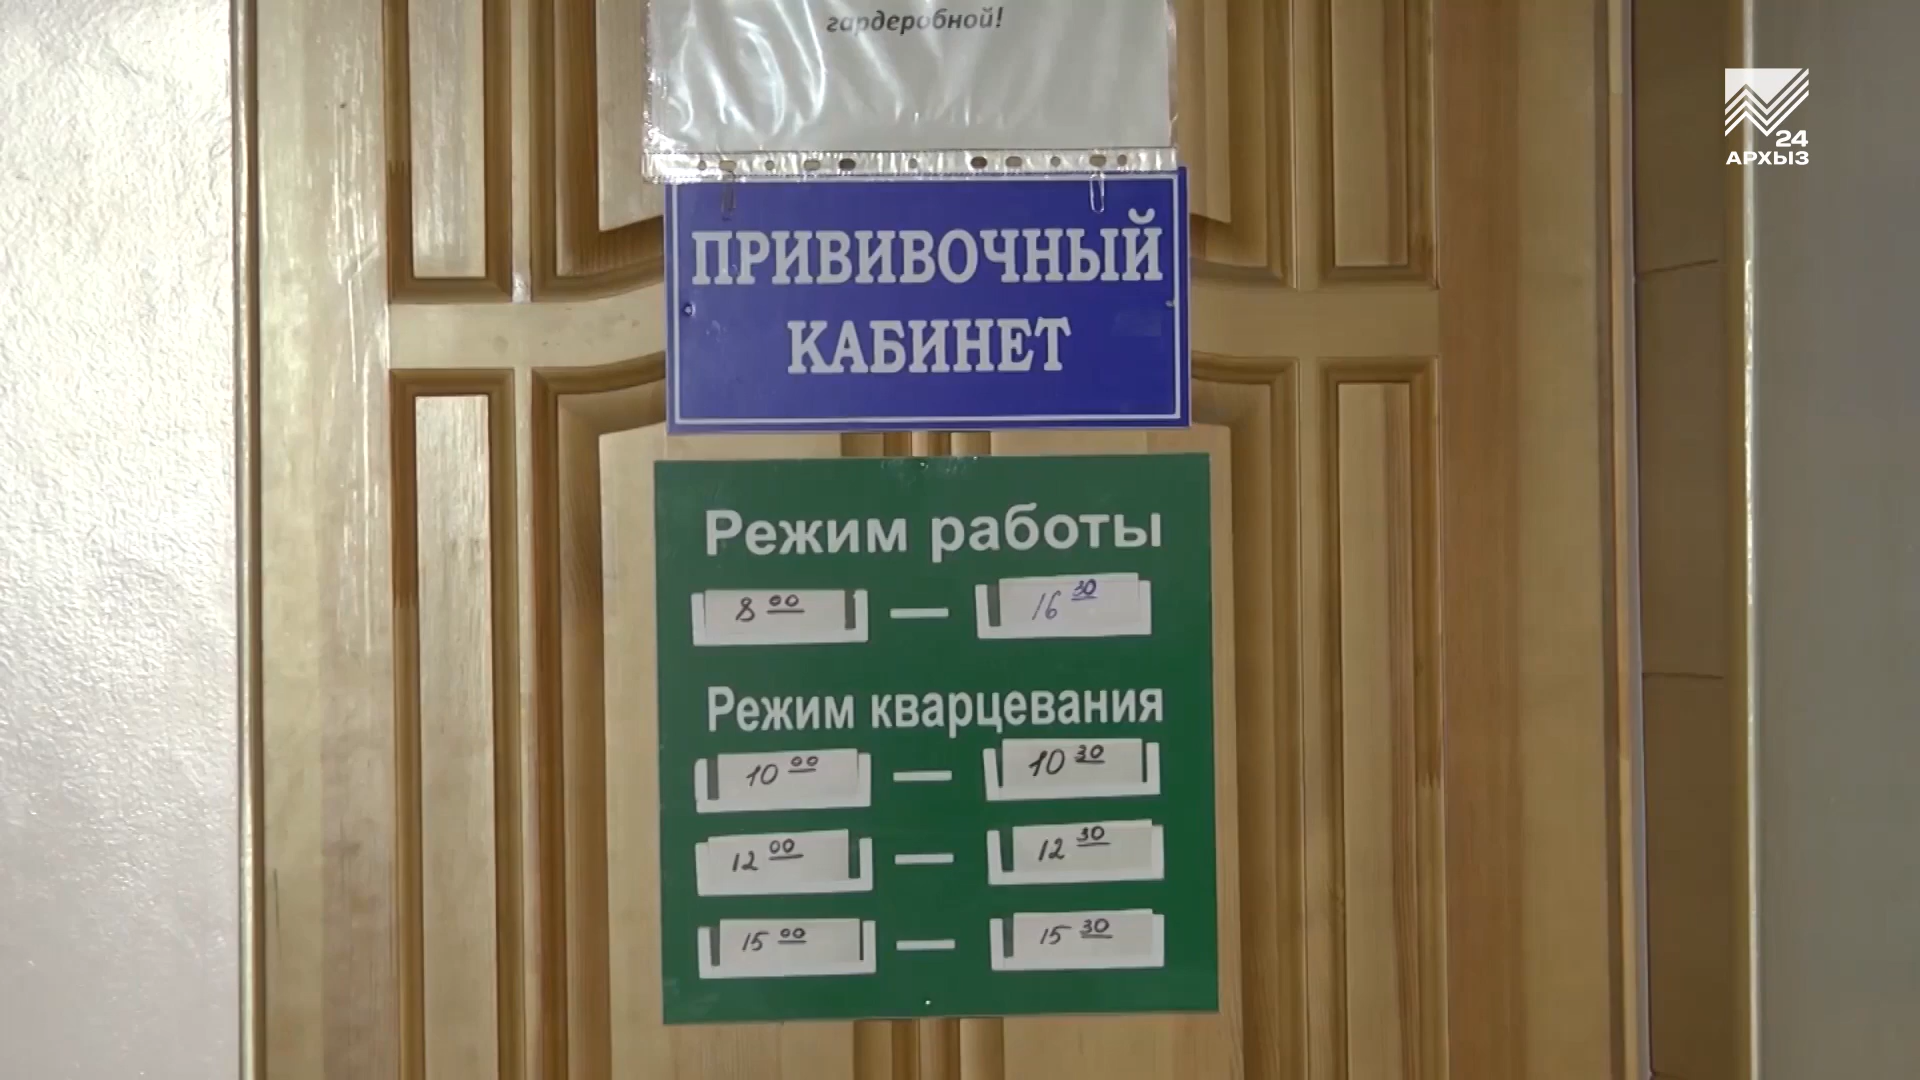 гардеробной!
24
АРХЫЗ
ПРИВИВОЧНЫЙ
КАБИНЕТ
Режим работы
8 00 — 16 30
Режим кварцевания
10 00 — 10 30
12 00 — 12 30
15 00 — 15 30